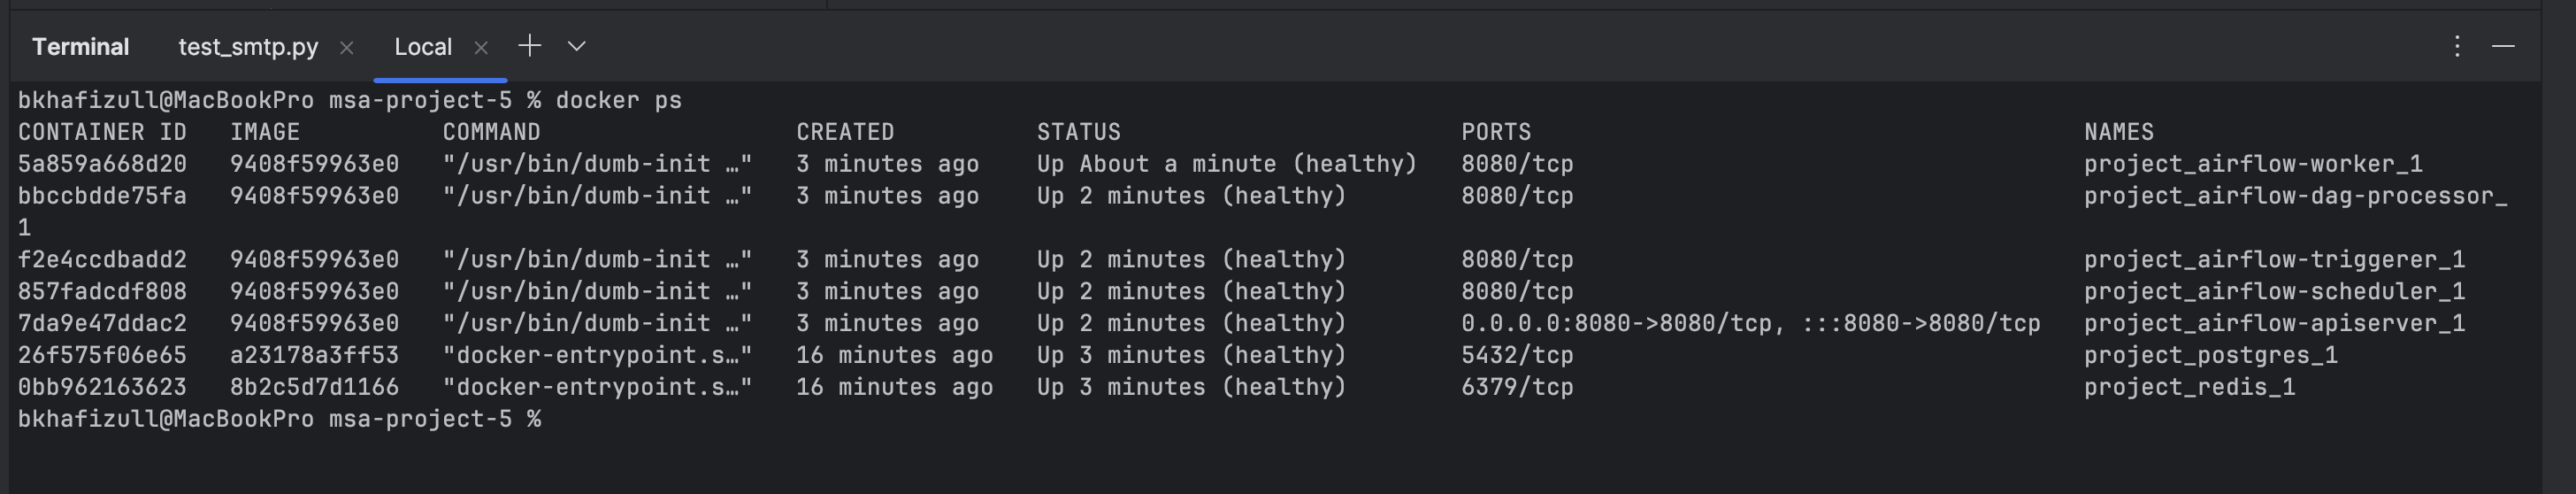 Terminal test_smtp.py × Local × + 
bkhafizull@MacBookPro msa-project-5 % docker ps
CONTAINER ID IMAGE COMMAND CREATED STATUS PORTS NAMES
5a859a668d20 9408f59963e0 "/usr/bin/dumb-init …" 3 minutes ago Up About a minute (healthy) 8080/tcp project_airflow-worker_1
bbccbdde75fa 9408f59963e0 "/usr/bin/dumb-init …" 3 minutes ago Up 2 minutes (healthy) 8080/tcp project_airflow-dag-processor_
1
f2e4ccdbadd2 9408f59963e0 "/usr/bin/dumb-init …" 3 minutes ago Up 2 minutes (healthy) 8080/tcp project_airflow-triggerer_1
857fadcdf808 9408f59963e0 "/usr/bin/dumb-init …" 3 minutes ago Up 2 minutes (healthy) 8080/tcp project_airflow-scheduler_1
7da9e47ddac2 9408f59963e0 "/usr/bin/dumb-init …" 3 minutes ago Up 2 minutes (healthy) 0.0.0.0:8080->8080/tcp, :::8080->8080/tcp project_airflow-apiserver_1
26f575f06e65 a23178a3ff53 "docker-entrypoint.s…" 16 minutes ago Up 3 minutes (healthy) 5432/tcp project_postgres_1
0bb962163623 8b2c5d7d1166 "docker-entrypoint.s…" 16 minutes ago Up 3 minutes (healthy) 6379/tcp project_redis_1
bkhafizull@MacBookPro msa-project-5 %